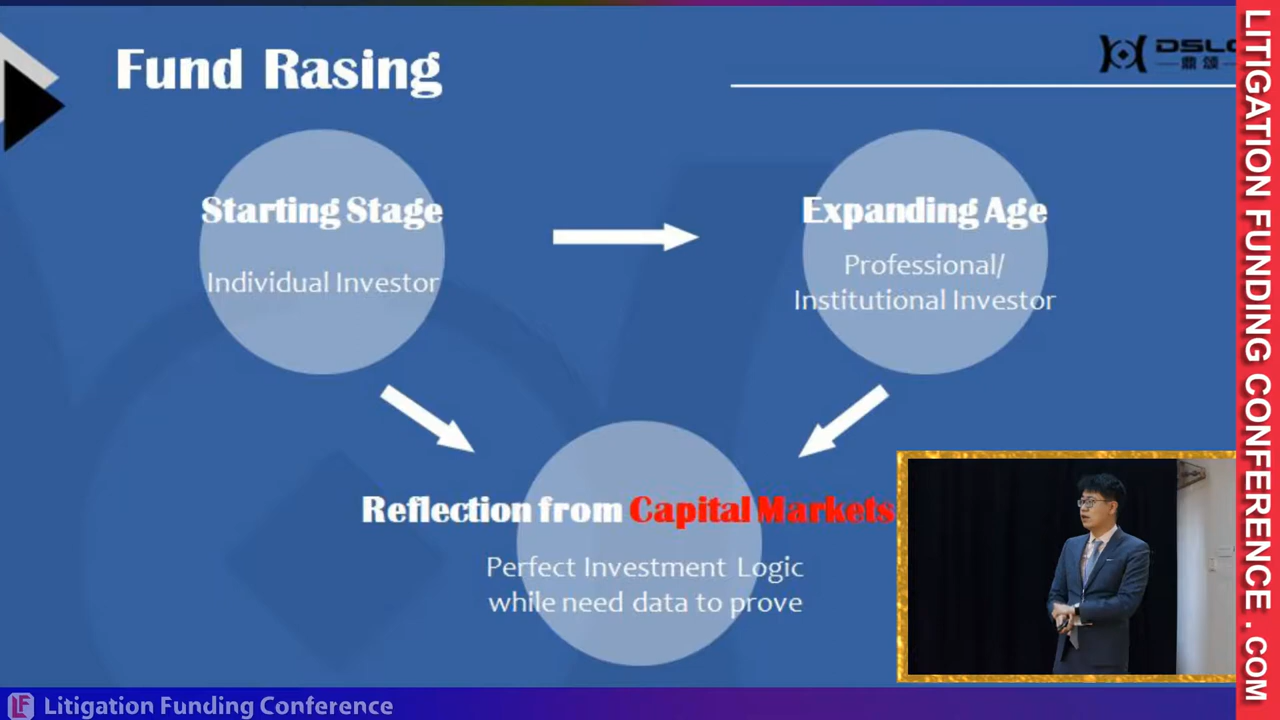 Fund Rasing
鼎颂
Starting Stage
Individual Investor
Expanding Age
Professional/
Institutional Investor
Reflection from Capital Markets
Perfect Investment Logic
while need data to prove
LF Litigation Funding Conference
LITIGATION FUNDING CONFERENCE . COM